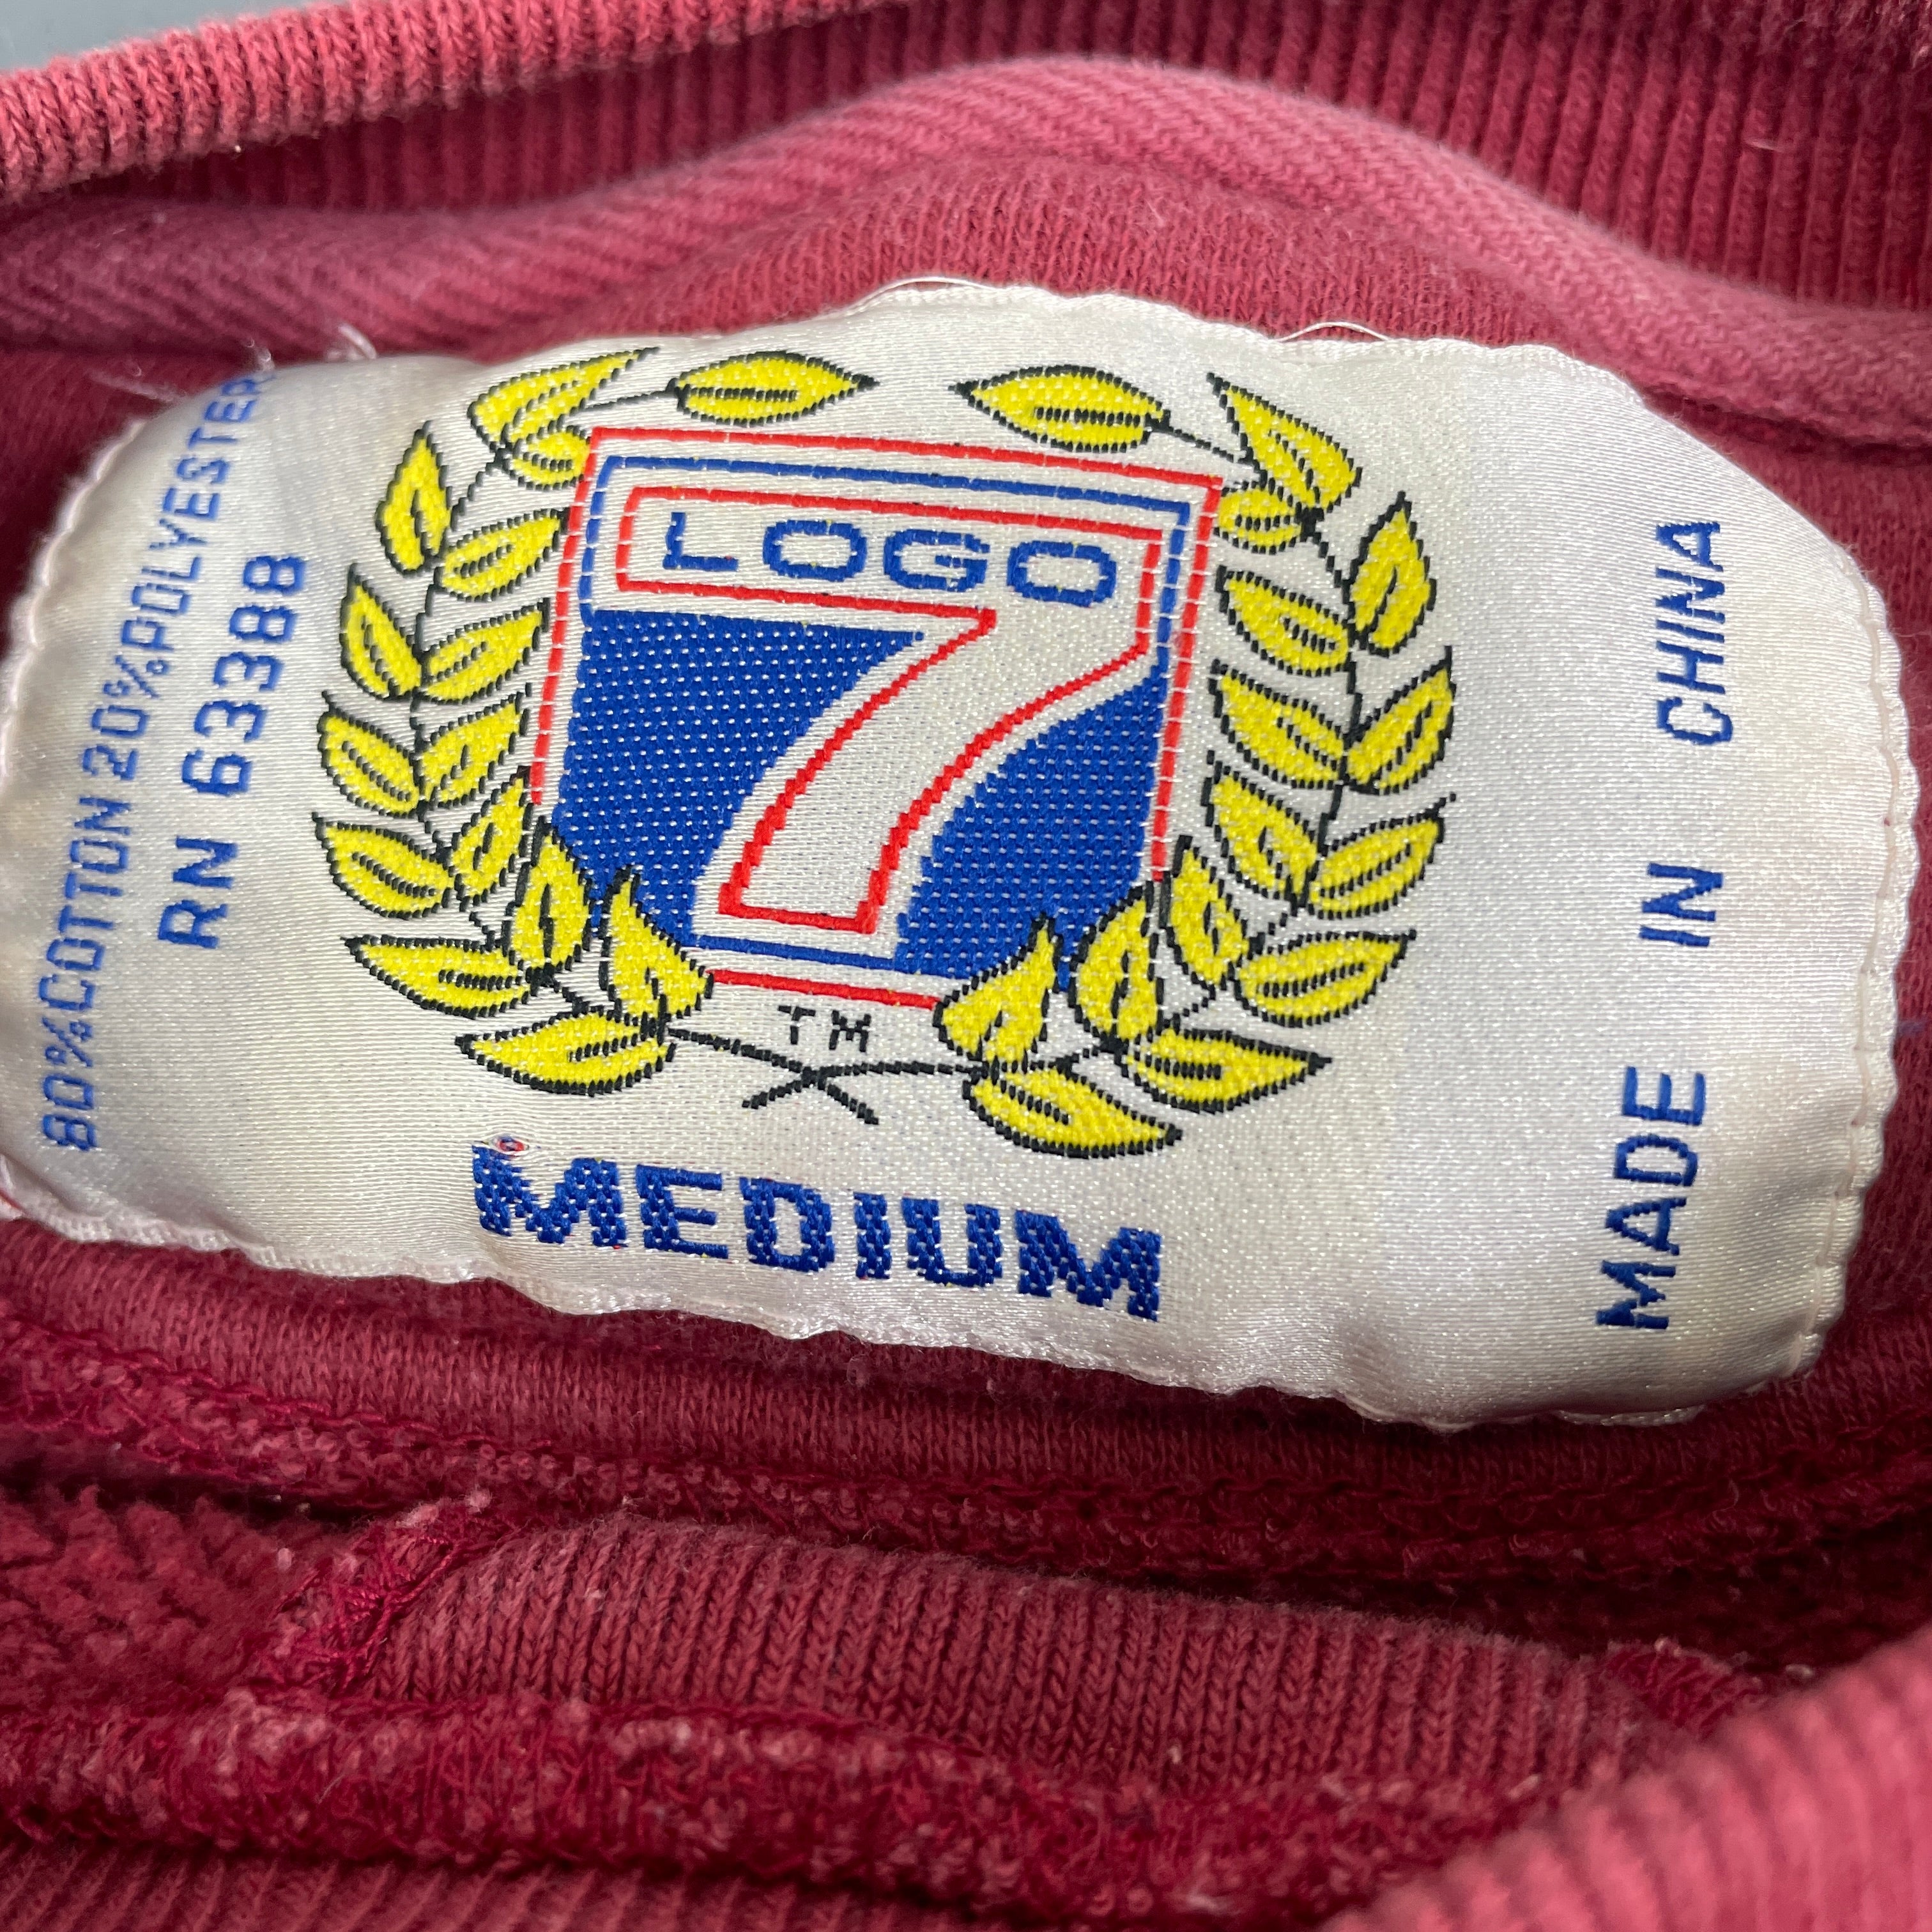 80% COTTON 20% POLYESTER
RN 63388
LOGO
7
TM
MEDIUM
MADE IN CHINA